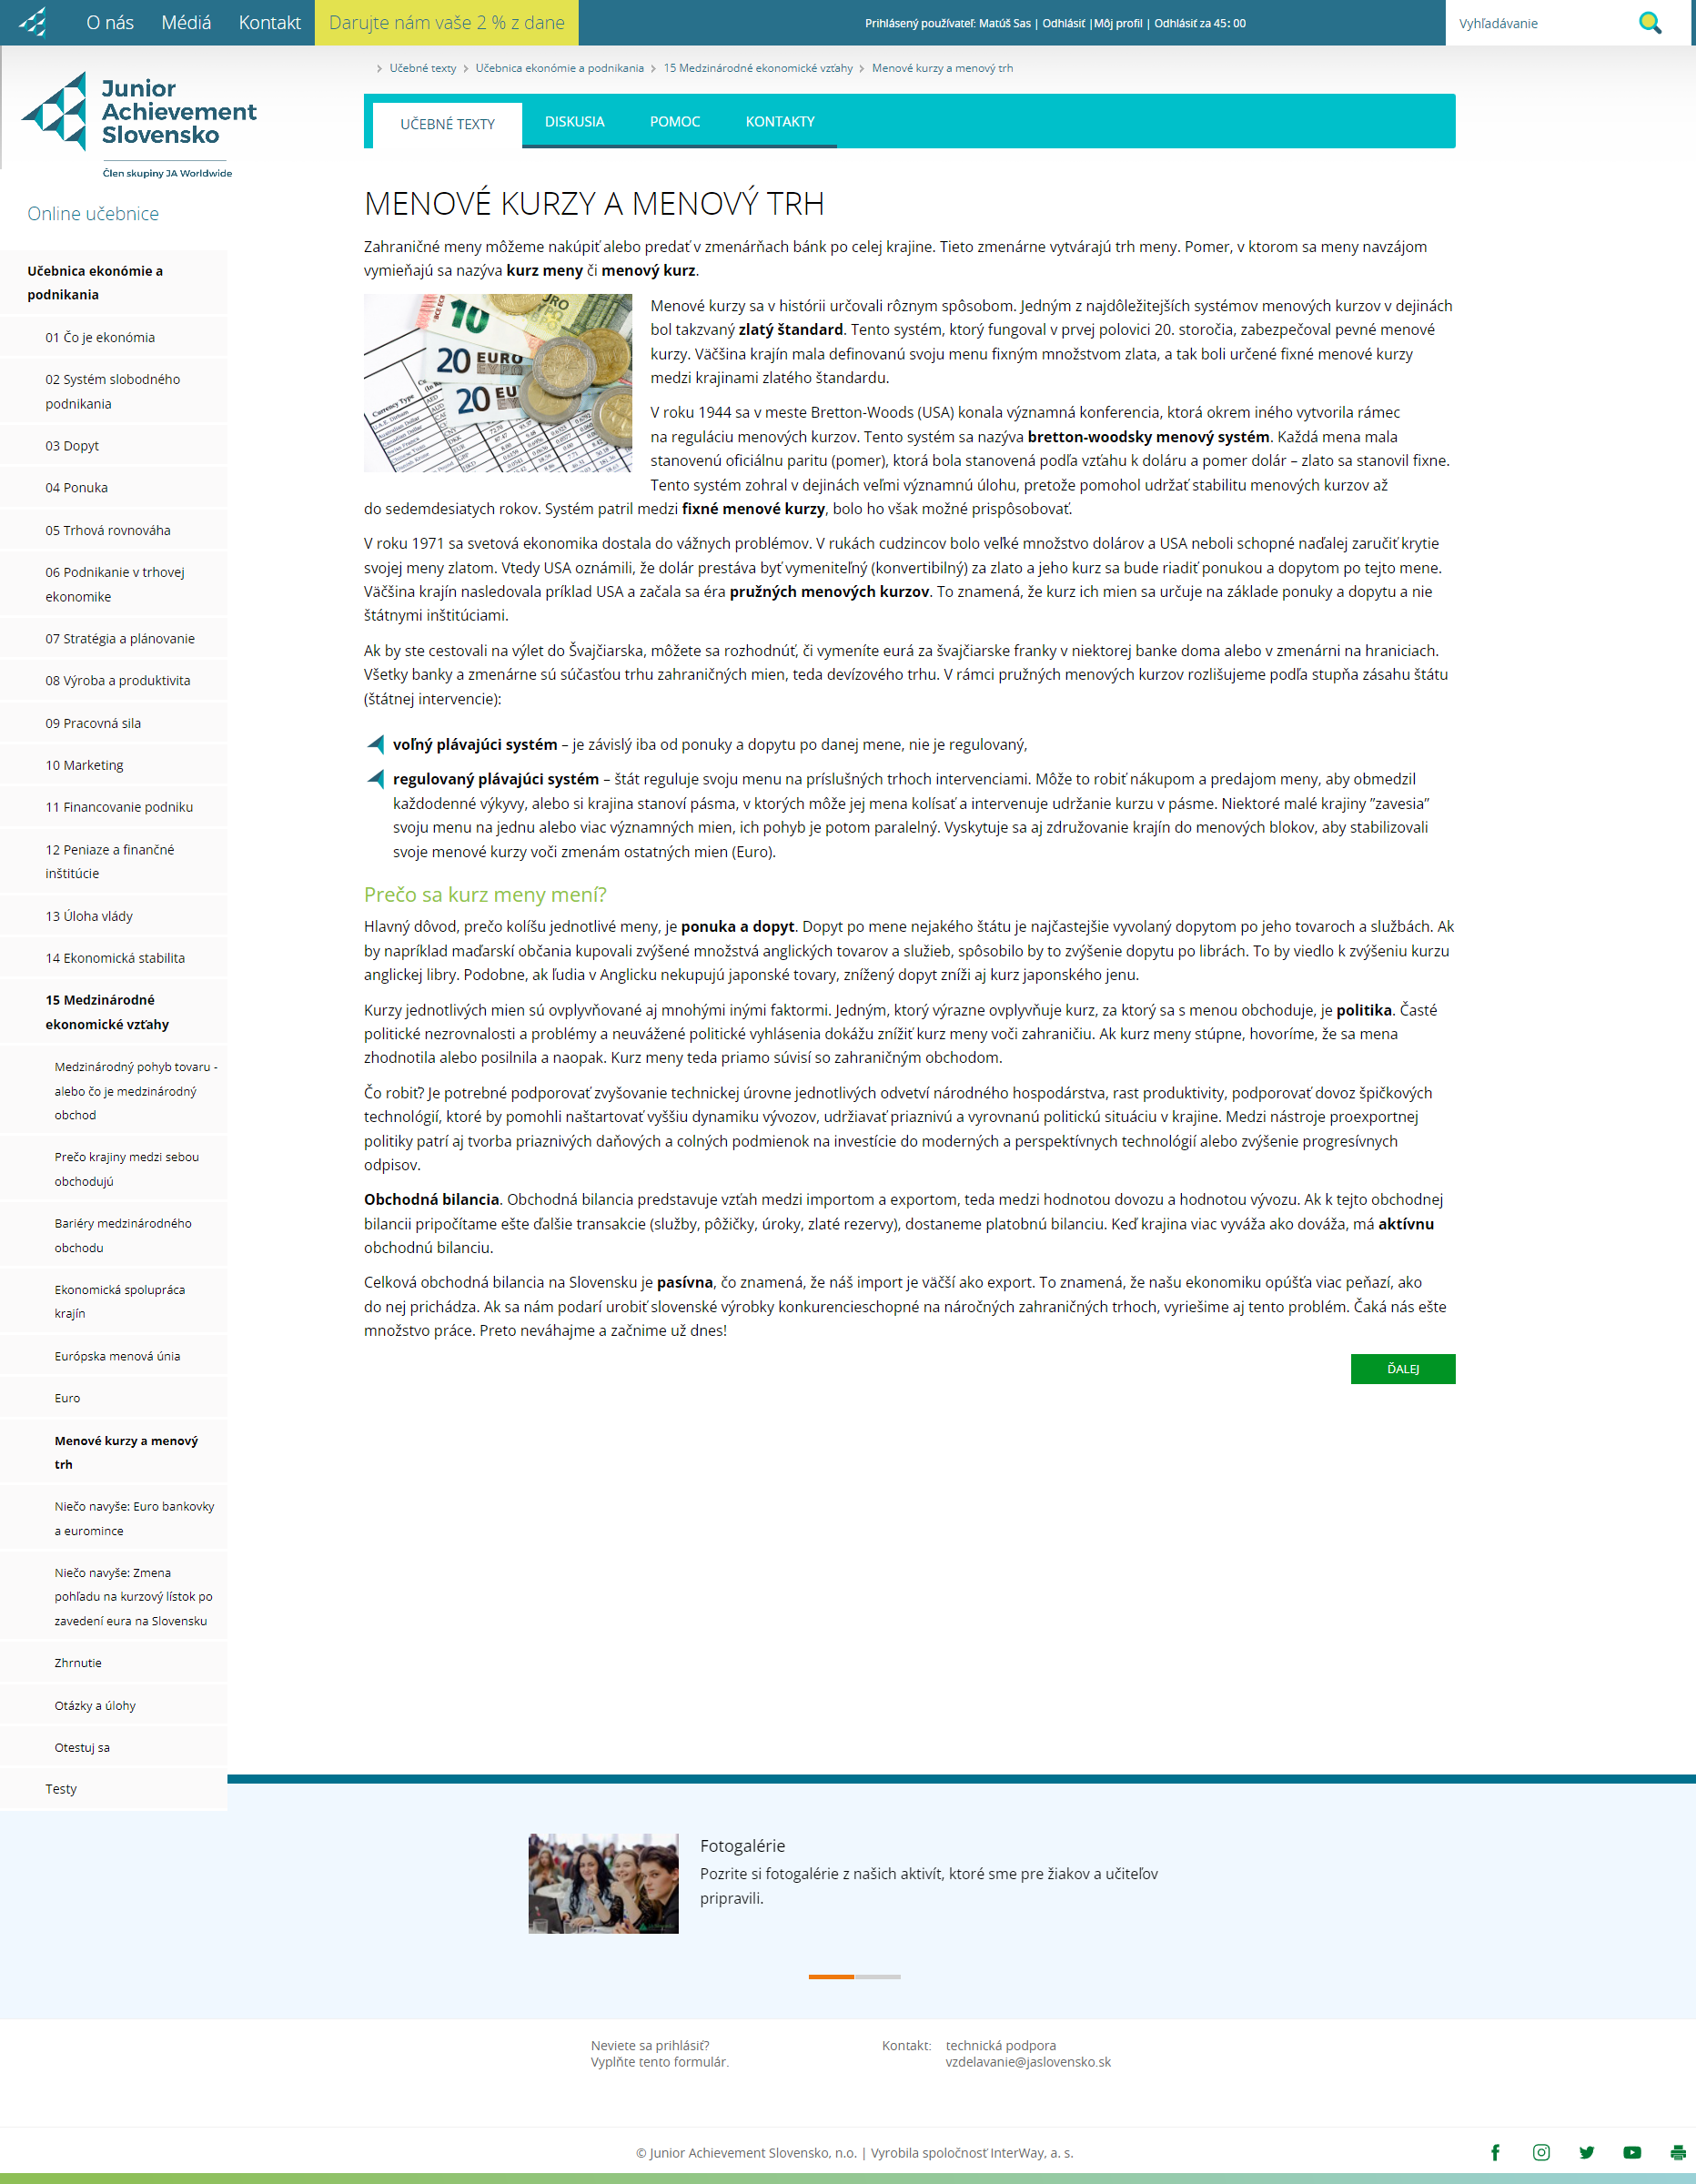 O nás Médiá Kontakt Darujte nám vaše 2 % z dane Prihlásený používateľ: Matúš Sas | Odhlásiť |Môj profil | Odhlásiť za 45: 00 Vyhľadávanie
Učebné texty Učebnica ekonómie a podnikania 15 Medzinárodné ekonomické vzťahy Menové kurzy a menový trh
Junior
Achievement
Slovensko
Člen skupiny JA Worldwide
UČEBNÉ TEXTY DISKUSIA POMOC KONTAKTY
Online učebnice
Učebnica ekonómie a
podnikania
01 Čo je ekonómia
02 Systém slobodného
podnikania
03 Dopyt
04 Ponuka
05 Trhová rovnováha
06 Podnikanie v trhovej
ekonomike
07 Stratégia a plánovanie
08 Výroba a produktivita
09 Pracovná sila
10 Marketing
11 Financovanie podniku
12 Peniaze a finančné
inštitúcie
13 Úloha vlády
14 Ekonomická stabilita
15 Medzinárodné
ekonomické vzťahy
Medzinárodný pohyb tovaru -
alebo čo je medzinárodný
obchod
Prečo krajiny medzi sebou
obchodujú
Bariéry medzinárodného
obchodu
Ekonomická spolupráca
krajín
Európska menová únia
Euro
Menové kurzy a menový
trh
Niečo navyše: Euro bankovky
a euromince
Niečo navyše: Zmena
pohľadu na kurzový lístok po
zavedení eura na Slovensku
Zhrnutie
Otázky a úlohy
Otestuj sa
Testy
MENOVÉ KURZY A MENOVÝ TRH
Zahraničné meny môžeme nakúpiť alebo predať v zmenárňach bánk po celej krajine. Tieto zmenárne vytvárajú trh meny. Pomer, v ktorom sa meny navzájom
vymieňajú sa nazýva kurz meny či menový kurz.
10
20 EURO
20 EURO
Currency Type
Menové kurzy sa v histórii určovali rôznym spôsobom. Jedným z najdôležitejších systémov menových kurzov v dejinách
bol takzvaný zlatý štandard. Tento systém, ktorý fungoval v prvej polovici 20. storočia, zabezpečoval pevné menové
kurzy. Väčšina krajín mala definovanú svoju menu fixným množstvom zlata, a tak boli určené fixné menové kurzy
medzi krajinami zlatého štandardu.
V roku 1944 sa v meste Bretton-Woods (USA) konala významná konferencia, ktorá okrem iného vytvorila rámec
na reguláciu menových kurzov. Tento systém sa nazýva bretton-woodsky menový systém. Každá mena mala
stanovenú oficiálnu paritu (pomer), ktorá bola stanovená podľa vzťahu k doláru a pomer dolár – zlato sa stanovil fixne.
Tento systém zohral v dejinách veľmi významnú úlohu, pretože pomohol udržať stabilitu menových kurzov až
do sedemdesiatych rokov. Systém patril medzi fixné menové kurzy, bolo ho však možné prispôsobovať.
V roku 1971 sa svetová ekonomika dostala do vážnych problémov. V rukách cudzincov bolo veľké množstvo dolárov a USA neboli schopné naďalej zaručiť krytie
svojej meny zlatom. Vtedy USA oznámili, že dolár prestáva byť vymeniteľný (konvertibilný) za zlato a jeho kurz sa bude riadiť ponukou a dopytom po tejto mene.
Väčšina krajín nasledovala príklad USA a začala sa éra pružných menových kurzov. To znamená, že kurz ich mien sa určuje na základe ponuky a dopytu a nie
štátnymi inštitúciami.
Ak by ste cestovali na výlet do Švajčiarska, môžete sa rozhodnúť, či vymeníte eurá za švajčiarske franky v niektorej banke doma alebo v zmenárni na hraniciach.
Všetky banky a zmenárne sú súčasťou trhu zahraničných mien, teda devízového trhu. V rámci pružných menových kurzov rozlišujeme podľa stupňa zásahu štátu
(štátnej intervencie):
voľný plávajúci systém – je závislý iba od ponuky a dopytu po danej mene, nie je regulovaný,
regulovaný plávajúci systém – štát reguluje svoju menu na príslušných trhoch intervenciami. Môže to robiť nákupom a predajom meny, aby obmedzil
každodenné výkyvy, alebo si krajina stanoví pásma, v ktorých môže jej mena kolísať a intervenuje udržanie kurzu v pásme. Niektoré malé krajiny ”zavesia”
svoju menu na jednu alebo viac významných mien, ich pohyb je potom paralelný. Vyskytuje sa aj združovanie krajín do menových blokov, aby stabilizovali
svoje menové kurzy voči zmenám ostatných mien (Euro).
Prečo sa kurz meny mení?
Hlavný dôvod, prečo kolíšu jednotlivé meny, je ponuka a dopyt. Dopyt po mene nejakého štátu je najčastejšie vyvolaný dopytom po jeho tovaroch a službách. Ak
by napríklad maďarskí občania kupovali zvýšené množstvá anglických tovarov a služieb, spôsobilo by to zvýšenie dopytu po librách. To by viedlo k zvýšeniu kurzu
anglickej libry. Podobne, ak ľudia v Anglicku nekupujú japonské tovary, znížený dopyt zníži aj kurz japonského jenu.
Kurzy jednotlivých mien sú ovplyvňované aj mnohými inými faktormi. Jedným, ktorý výrazne ovplyvňuje kurz, za ktorý sa s menou obchoduje, je politika. Časté
politické nezrovnalosti a problémy a neuvážené politické vyhlásenia dokážu znížiť kurz meny voči zahraničiu. Ak kurz meny stúpne, hovoríme, že sa mena
zhodnotila alebo posilnila a naopak. Kurz meny teda priamo súvisí so zahraničným obchodom.
Čo robiť? Je potrebné podporovať zvyšovanie technickej úrovne jednotlivých odvetví národného hospodárstva, rast produktivity, podporovať dovoz špičkových
technológií, ktoré by pomohli naštartovať vyššiu dynamiku vývozov, udržiavať priaznivú a vyrovnanú politickú situáciu v krajine. Medzi nástroje proexportnej
politiky patrí aj tvorba priaznivých daňových a colných podmienok na investície do moderných a perspektívnych technológií alebo zvýšenie progresívnych
odpisov.
Obchodná bilancia. Obchodná bilancia predstavuje vzťah medzi importom a exportom, teda medzi hodnotou dovozu a hodnotou vývozu. Ak k tejto obchodnej
bilancii pripočítame ešte ďalšie transakcie (služby, pôžičky, úroky, zlaté rezervy), dostaneme platobnú bilanciu. Keď krajina viac vyváža ako dováža, má aktívnu
obchodnú bilanciu.
Celková obchodná bilancia na Slovensku je pasívna, čo znamená, že náš import je väčší ako export. To znamená, že našu ekonomiku opúšťa viac peňazí, ako
do nej prichádza. Ak sa nám podarí urobiť slovenské výrobky konkurencieschopné na náročných zahraničných trhoch, vyriešime aj tento problém. Čaká nás ešte
množstvo práce. Preto neváhajme a začnime už dnes!
ĎALEJ
Fotogalérie
Pozrite si fotogalérie z našich aktivít, ktoré sme pre žiakov a učiteľov
pripravili.
Neviete sa prihlásiť?
Vyplňte tento formulár.
Kontakt: technická podpora
vzdelavanie@jaslovensko.sk
© Junior Achievement Slovensko, n.o. | Vyrobila spoločnosť InterWay, a. s.